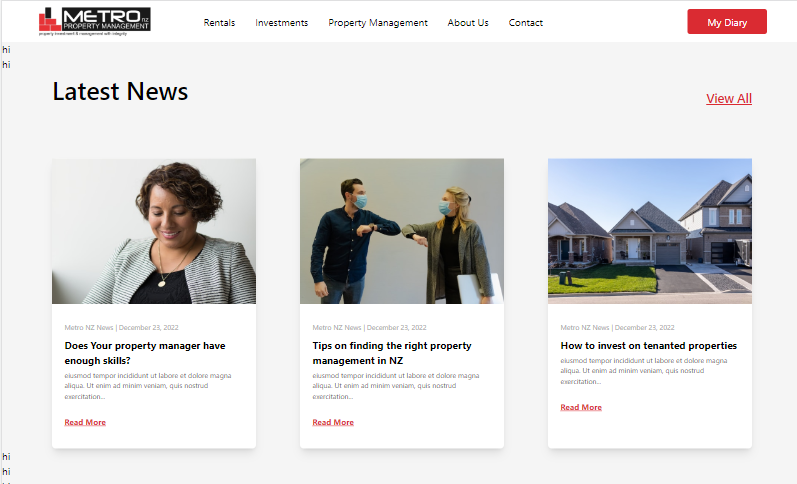 METRO nz
PROPERTY MANAGEMENT
property investment & management with integrity
Rentals Investments Property Management About Us Contact My Diary
hi
hi
Latest News
View All
Metro NZ News | December 23, 2022
Does Your property manager have
enough skills?
eiusmod tempor incididunt ut labore et dolore magna
aliqua. Ut enim ad minim veniam, quis nostrud
exercitation...
Read More
Metro NZ News | December 23, 2022
Tips on finding the right property
management in NZ
eiusmod tempor incididunt ut labore et dolore magna
aliqua. Ut enim ad minim veniam, quis nostrud
exercitation...
Read More
Metro NZ News | December 23, 2022
How to invest on tenanted properties
eiusmod tempor incididunt ut labore et dolore magna
aliqua. Ut enim ad minim veniam, quis nostrud
exercitation...
Read More
hi
hi